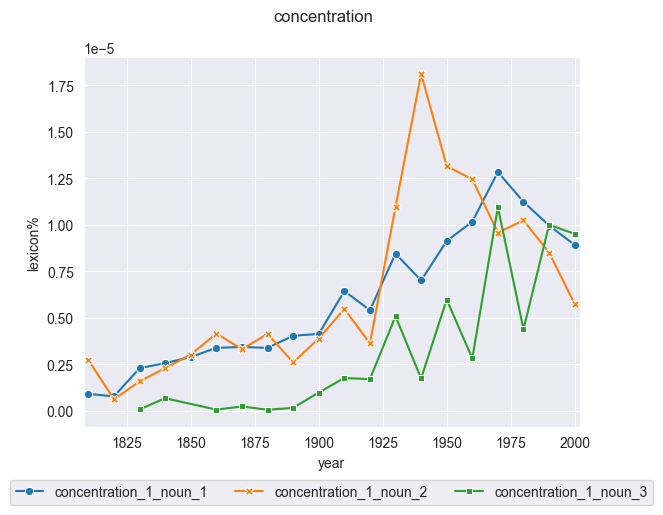 concentration
1e−5
1.75
1.50
1.25
1.00
0.75
0.50
0.25
0.00
lexicon%
1825 1850 1875 1900 1925 1950 1975 2000
year
concentration_1_noun_1 concentration_1_noun_2 concentration_1_noun_3